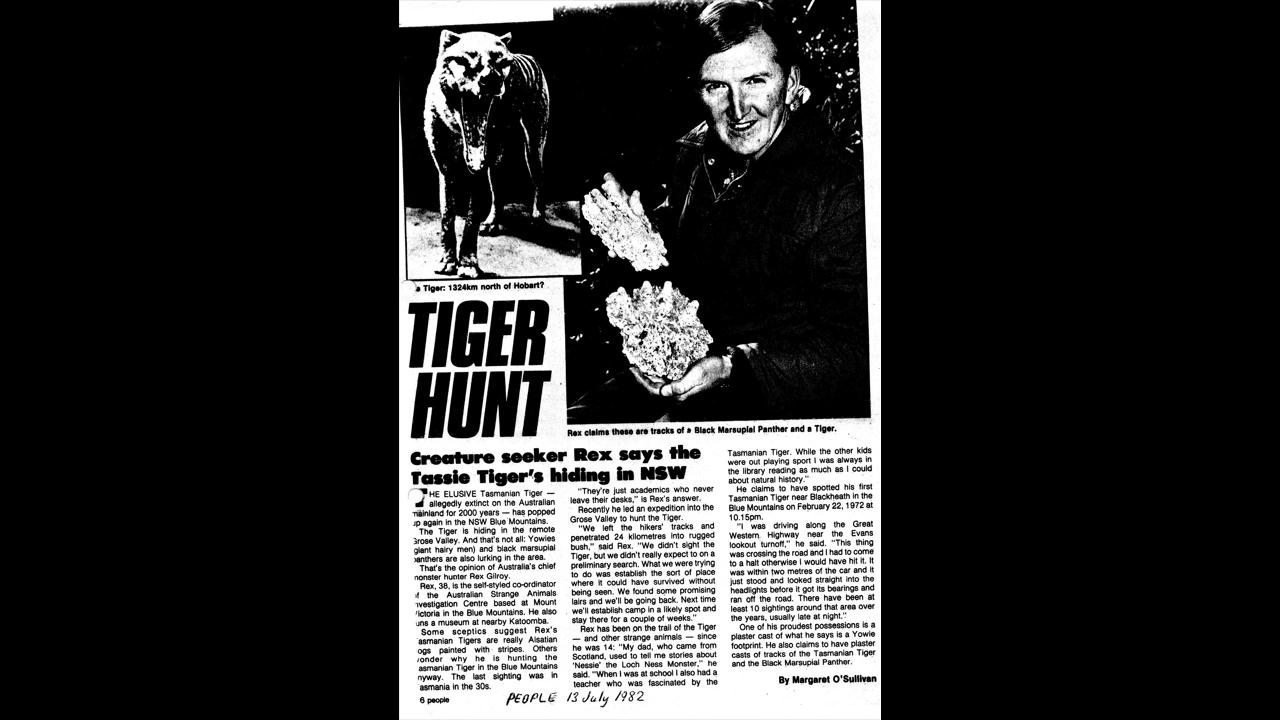 e Tiger: 1324km north of Hobart?
TIGER
HUNT
Rex claims these are tracks of a Black Marsupial Panther and a Tiger.
Creature seeker Rex says the
Tassie Tiger's hiding in NSW
THE ELUSIVE Tasmanian Tiger —
allegedly extinct on the Australian
mainland for 2000 years — has popped
up again in the NSW Blue Mountains.
The Tiger is hiding in the remote
Grose Valley. And that's not all: Yowies
(giant hairy men) and black marsupial
panthers are also lurking in the area.
That's the opinion of Australia's chief
monster hunter Rex Gilroy.
Rex, 38, is the self-styled co-ordinator
of the Australian Strange Animals
Investigation Centre based at Mount
Victoria in the Blue Mountains. He also
runs a museum at nearby Katoomba.
Some sceptics suggest Rex's
Tasmanian Tigers are really Alsatian
dogs painted with stripes. Others
wonder why he is hunting the
Tasmanian Tiger in the Blue Mountains
anyway. The last sighting was in
Tasmania in the 30s.
"They're just academics who never
leave their desks," is Rex's answer.
Recently he led an expedition into the
Grose Valley to hunt the Tiger.
"We left the hikers' tracks and
penetrated 24 kilometres into rugged
bush," said Rex. "We didn't sight the
Tiger, but we didn't really expect to on a
preliminary search. What we were trying
to do was establish the sort of place
where it could have survived without
being seen. We found some promising
lairs and we'll be going back. Next time
we'll establish camp in a likely spot and
stay there for a couple of weeks."
Rex has been on the trail of the Tiger
— and other strange animals — since
he was 14: "My dad, who came from
Scotland, used to tell me stories about
'Nessie' the Loch Ness Monster," he
said. "When I was at school I also had a
teacher who was fascinated by the
Tasmanian Tiger. While the other kids
were out playing sport I was always in
the library reading as much as I could
about natural history."
He claims to have spotted his first
Tasmanian Tiger near Blackheath in the
Blue Mountains on February 22, 1972 at
10.15pm.
"I was driving along the Great
Western Highway near the Evans
lookout turnoff," he said. "This thing
was crossing the road and I had to come
to a halt otherwise I would have hit it. It
was within two metres of the car and it
just stood and looked straight into the
headlights before it got its bearings and
ran off the road. There have been at
least 10 sightings around that area over
the years, usually late at night."
One of his proudest possessions is a
plaster cast of what he says is a Yowie
footprint. He also claims to have plaster
casts of tracks of the Tasmanian Tiger
and the Black Marsupial Panther.
By Margaret O'Sullivan
6 people
PEOPLE 13 July 1982